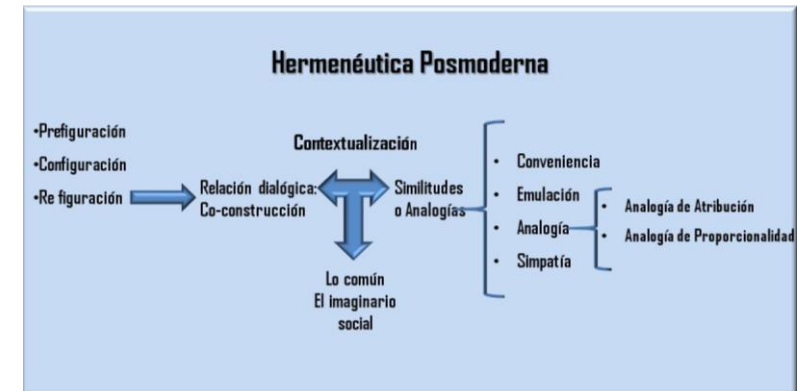 Hermenéutica Posmoderna
•Prefiguración
•Configuración
•Re figuración
Contextualización
Relación dialógica:
Co-construcción
Similitudes
o Analogías
Lo común
El imaginario
social
• Conveniencia
• Emulación
• Analogía
• Simpatía
• Analogía de Atribución
• Analogía de Proporcionalidad